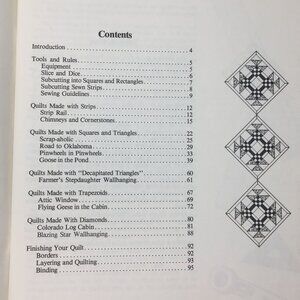 Contents
Introduction . . . . . . . . . . 4
Tools and Rules . . . . . . . . . . 5
Equipment . . . . . . . . . . 5
Slice and Dice . . . . . . . . . . 6
Subcutting into Squares and Rectangles . . . . . . . . . . 7
Subcutting Sewn Strips . . . . . . . . . . 8
Sewing Guidelines . . . . . . . . . . 9
Quilts Made with Strips . . . . . . . . . . 12
Strip Rail . . . . . . . . . . 12
Chimneys and Cornerstones . . . . . . . . . . 15
Quilts Made with Squares and Triangles . . . . . . . . . . 22
Scrap-aholic . . . . . . . . . . 25
Road to Oklahoma . . . . . . . . . . 29
Pinwheels in Pinwheels . . . . . . . . . . 33
Goose in the Pond . . . . . . . . . . 39
Quilts Made with "Decapitated Triangles" . . . . . . . . . . 60
Farmer's Stepdaughter Wallhanging . . . . . . . . . . 61
Quilts Made with Trapezoids . . . . . . . . . . 67
Attic Window . . . . . . . . . . 69
Flying Geese in the Cabin . . . . . . . . . . 72
Quilts Made With Diamonds . . . . . . . . . . 80
Colorado Log Cabin . . . . . . . . . . 81
Blazing Star Wallhanging . . . . . . . . . . 88
Finishing Your Quilt . . . . . . . . . . 92
Borders . . . . . . . . . . 92
Layering and Quilting . . . . . . . . . . 93
Binding . . . . . . . . . . 95